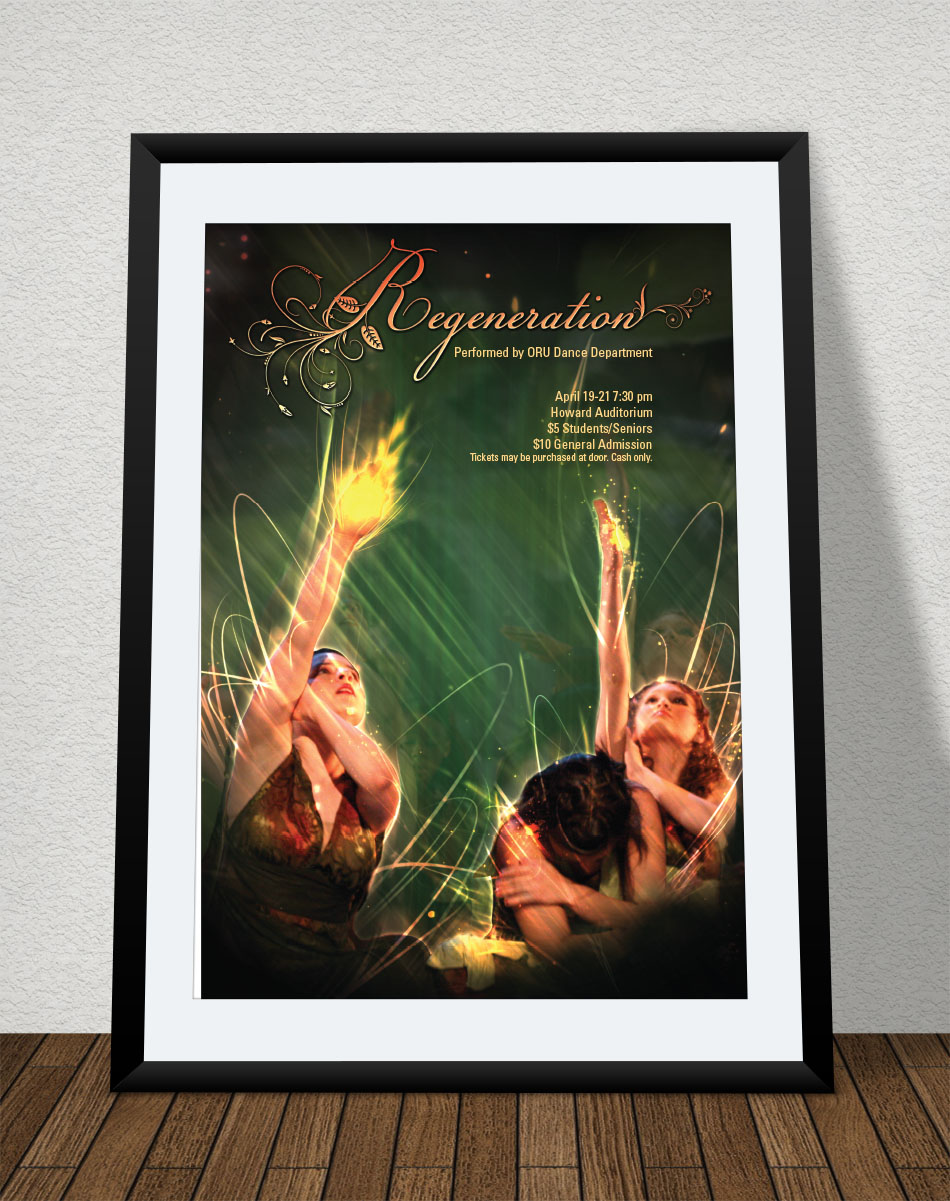 Regeneration
Performed by ORU Dance Department
April 19-21 7:30 pm
Howard Auditorium
$5 Students/Seniors
$10 General Admission
Tickets may be purchased at door. Cash only.